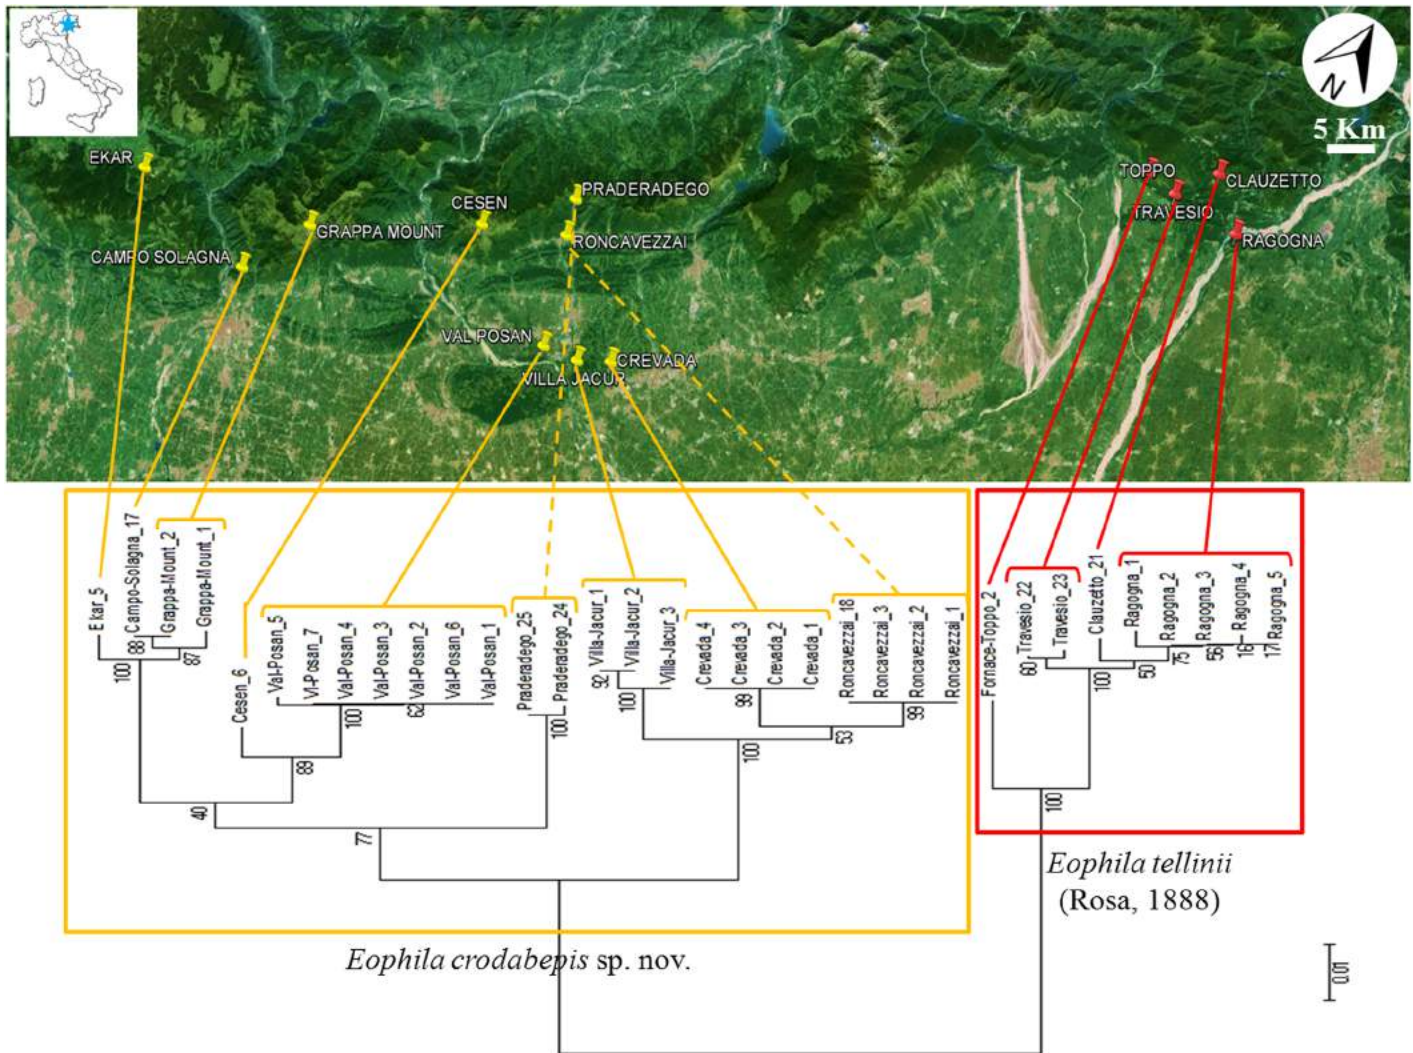 N
5 Km
EKAR
PRADERADEGO
TOPPO
CLAUZETTO
CESEN
TRAVESIO
GRAPPA MOUNT
RONCAVEZZAI
RAGOGNA
CAMPO SOLAGNA
VAL POSAN
CREVADA
VILLA JACUR
Ekar_5
Campo-Solagna_17
Grappa-Mount_2
Grappa-Mount_1
Cesen_6
Val-Posan_5
Vl-Posan_7
Val-Posan_4
Val-Posan_3
Val-Posan_2
Val-Posan_6
Val-Posan_1
Praderadego_25
Praderadego_24
Villa-Jacur_1
Villa-Jacur_2
Villa-Jacur_3
Crevada_4
Crevada_3
Crevada_2
Crevada_1
Roncavezzai_18
Roncavezzai_3
Roncavezzai_2
Roncavezzai_1
Fornace-Toppo_2
Travesio_22
Travesio_23
Clauzetto_21
Ragogna_1
Ragogna_2
Ragogna_3
Ragogna_4
Ragogna_5
100
88
87
89
100
62
40
77
100
92
100
99
53
99
100
60
100
50
75
56
16
17
100
Eophila tellinii
(Rosa, 1888)
Eophila crodabepis sp. nov.
0.01